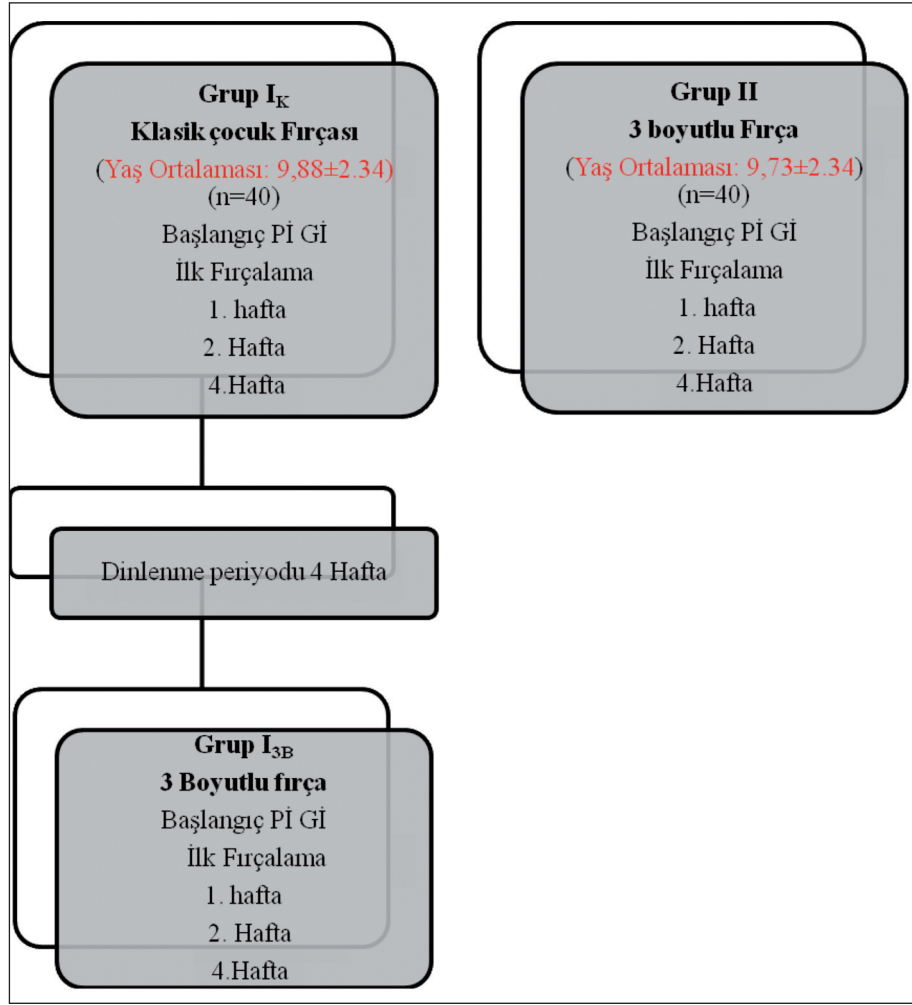 Grup I_K
Klasik çocuk Fırçası
(Yaş Ortalaması: 9,88±2.34)
(n=40)
Başlangıç Pİ Gİ
İlk Fırçalama
1. hafta
2. Hafta
4.Hafta
Grup II
3 boyutlu Fırça
(Yaş Ortalaması: 9,73±2.34)
(n=40)
Başlangıç Pİ Gİ
İlk Fırçalama
1. hafta
2. Hafta
4.Hafta
Dinlenme periyodu 4 Hafta
Grup I_3B
3 Boyutlu fırça
Başlangıç Pİ Gİ
İlk Fırçalama
1. hafta
2. Hafta
4.Hafta